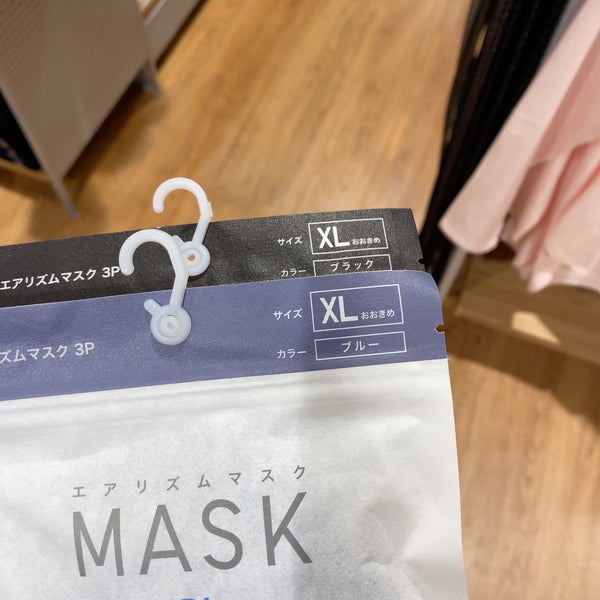 エアリズムマスク 3P
サイズ XL おおきめ
カラー ブラック
ズムマスク 3P
サイズ XL おおきめ
カラー ブルー
エアリズムマスク
MASK